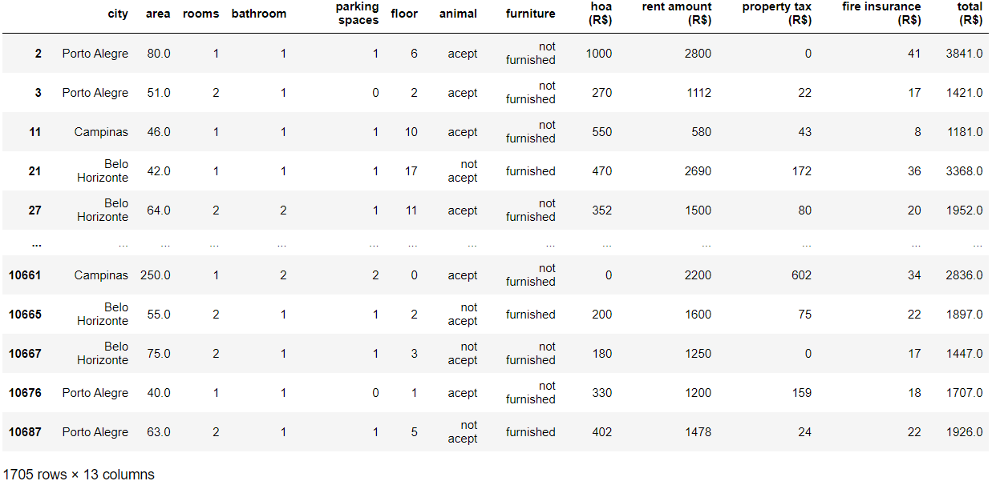 city area rooms bathroom parking spaces floor animal furniture hoa (R$) rent amount (R$) property tax (R$) fire insurance (R$) total (R$)
2 Porto Alegre 80.0 1 1 1 6 acept not furnished 1000 2800 0 41 3841.0
3 Porto Alegre 51.0 2 1 0 2 acept not furnished 270 1112 22 17 1421.0
11 Campinas 46.0 1 1 1 10 acept not furnished 550 580 43 8 1181.0
21 Belo Horizonte 42.0 1 1 1 17 not acept furnished 470 2690 172 36 3368.0
27 Belo Horizonte 64.0 2 2 1 11 acept not furnished 352 1500 80 20 1952.0
... ... ... ... ... ... ... ... ... ... ... ... ... ...
10661 Campinas 250.0 1 2 2 0 acept not furnished 0 2200 602 34 2836.0
10665 Belo Horizonte 55.0 2 1 1 2 not acept furnished 200 1600 75 22 1897.0
10667 Belo Horizonte 75.0 2 1 1 3 not acept not furnished 180 1250 0 17 1447.0
10676 Porto Alegre 40.0 1 1 0 1 acept not furnished 330 1200 159 18 1707.0
10687 Porto Alegre 63.0 2 1 1 5 not acept furnished 402 1478 24 22 1926.0
1705 rows × 13 columns